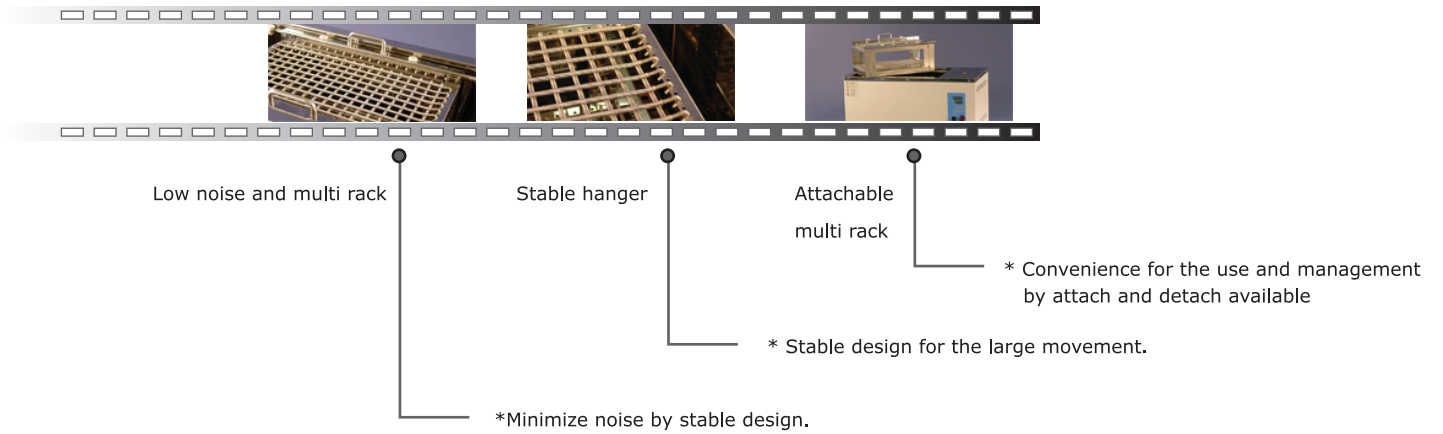 Low noise and multi rack
Stable hanger
Attachable
multi rack
* Convenience for the use and management
by attach and detach available
* Stable design for the large movement.
*Minimize noise by stable design.